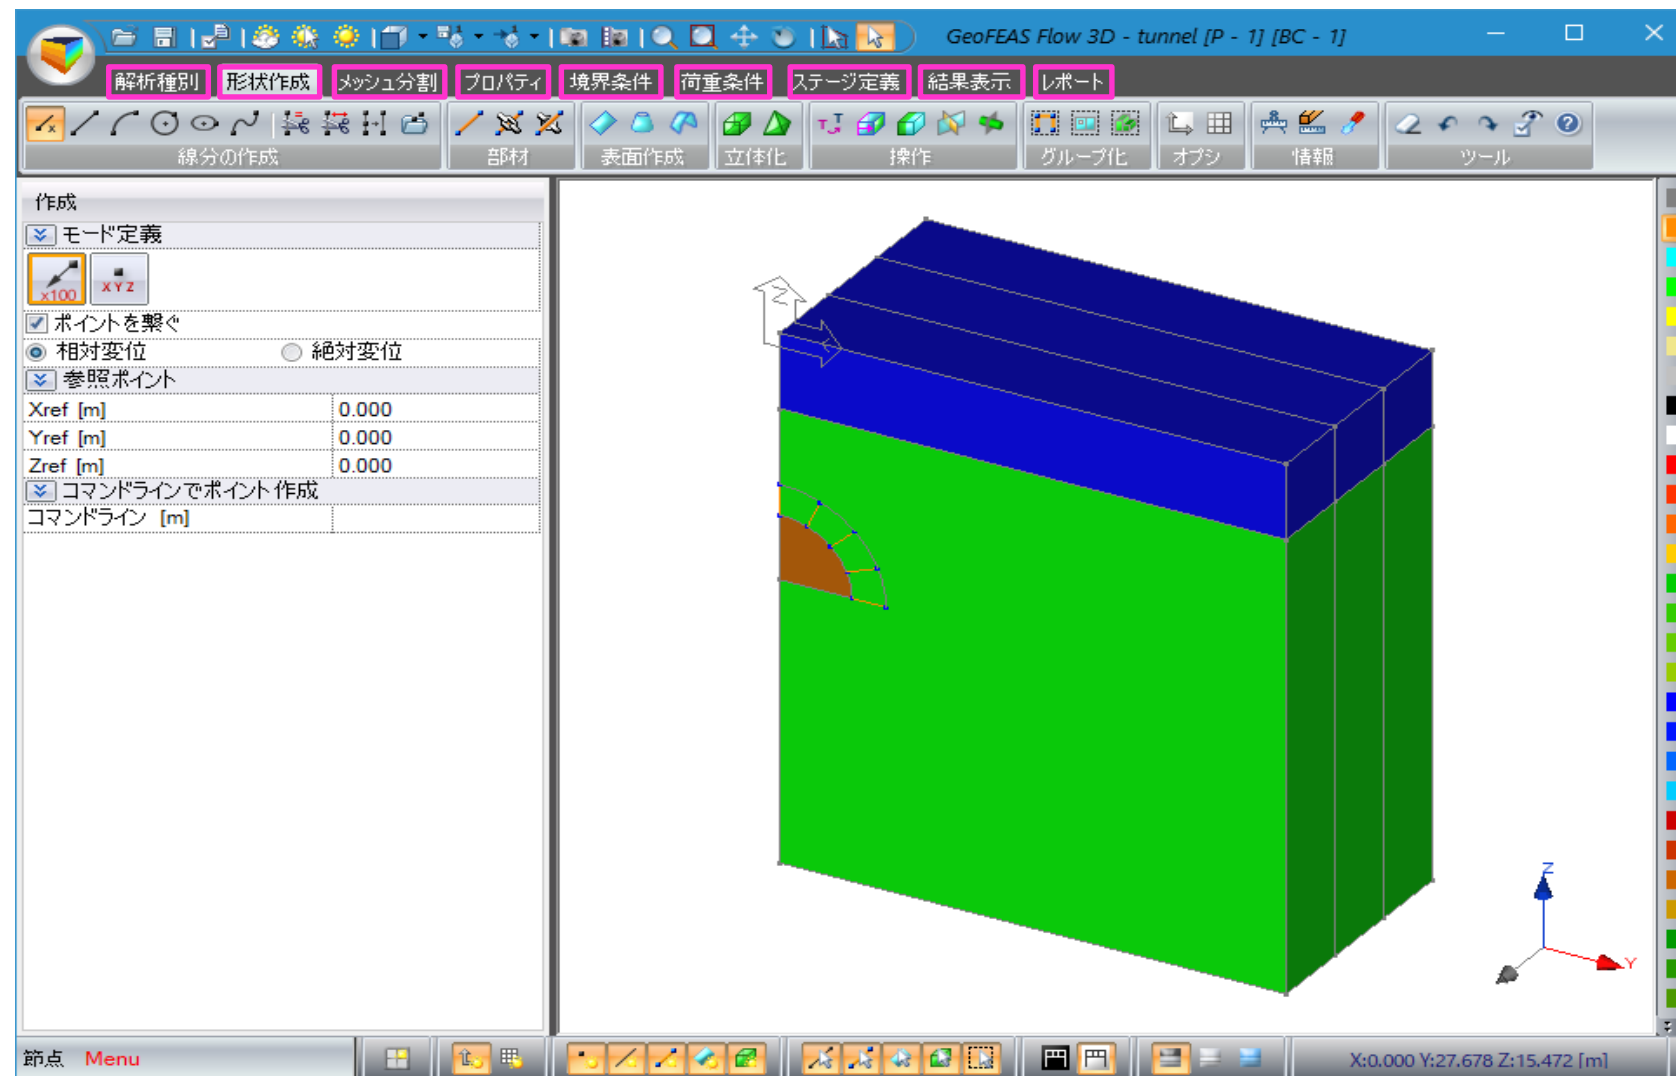 GeoFEAS Flow 3D - tunnel [P - 1] [BC - 1]
解析種別 形状作成 メッシュ分割 プロパティ 境界条件 荷重条件 ステージ定義 結果表示 レポート
線分の作成 部材 表面作成 立体化 操作 グループ化 オプシ 情報 ツール
作成
モード定義
x100 X Y Z
ポイントを繋ぐ
相対変位 絶対変位
参照ポイント
Xref [m] 0.000
Yref [m] 0.000
Zref [m] 0.000
コマンドラインでポイント作成
コマンドライン [m]
Z
Y
Z
Y
節点 Menu
X:0.000 Y:27.678 Z:15.472 [m]